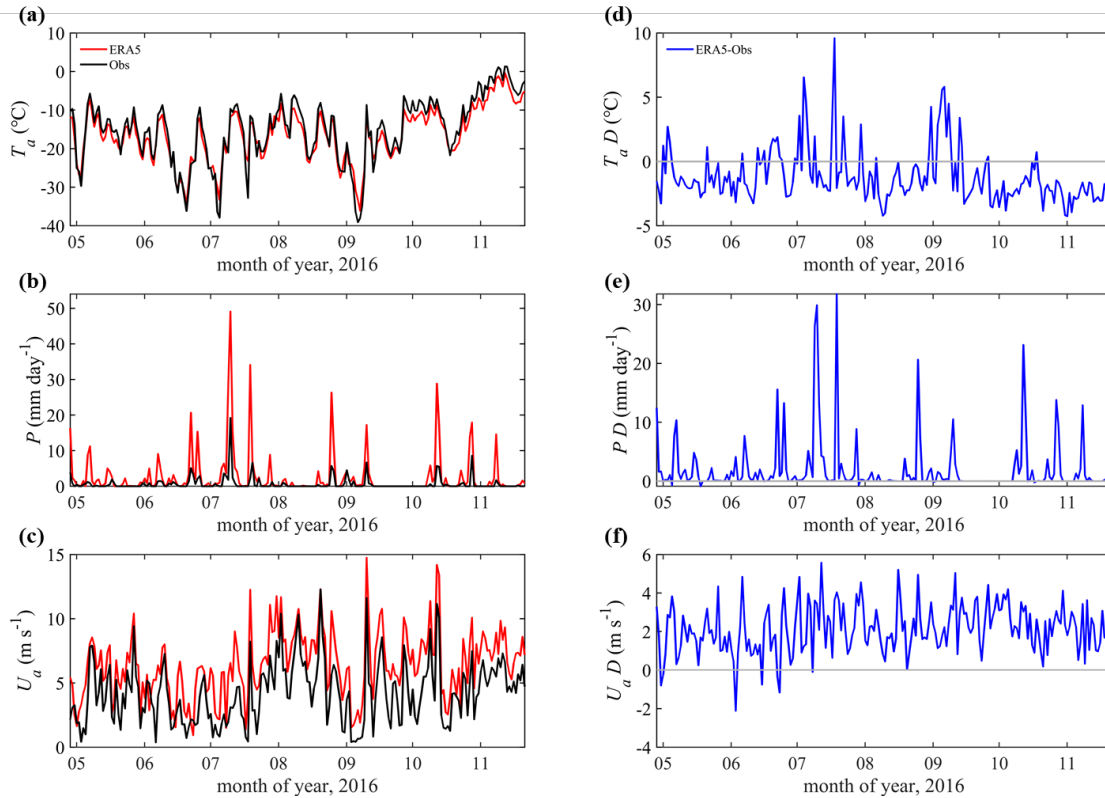 (a)
10
0
-10
-20
-30
-40
Ta (°C)
ERA5
Obs
05 06 07 08 09 10 11
month of year, 2016
(d)
10
5
0
-5
Ta D (°C)
ERA5-Obs
05 06 07 08 09 10 11
month of year, 2016
(b)
50
40
30
20
10
0
P (mm day-1)
05 06 07 08 09 10 11
month of year, 2016
(e)
30
20
10
0
P D (mm day-1)
05 06 07 08 09 10 11
month of year, 2016
(c)
15
10
5
0
Ua (m s-1)
05 06 07 08 09 10 11
month of year, 2016
(f)
6
4
2
0
-2
-4
Ua D (m s-1)
05 06 07 08 09 10 11
month of year, 2016